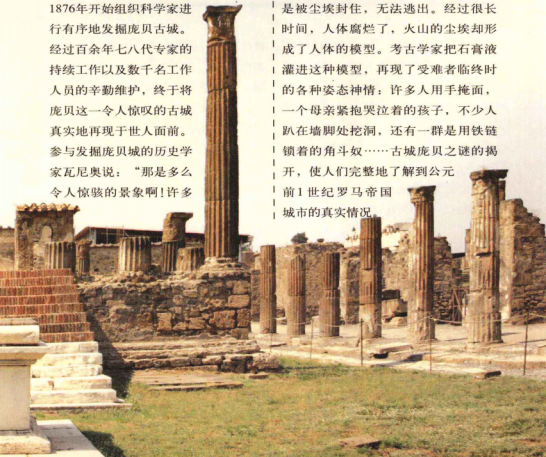 1876年开始组织科学家进
行有序地发掘庞贝古城。
经过百余年七八代专家的
持续工作以及数千名工作
人员的辛勤维护，终于将
庞贝这一令人惊叹的古城
真实地再现于世人面前。
参与发掘庞贝城的历史学
家瓦尼奥说：“那是多么
令人惊骇的景象啊！许多
是被尘埃封住，无法逃出。经过很长
时间，人体腐烂了，火山的尘埃却形
成了人体的模型。考古学家把石膏液
灌进这种模型，再现了受难者临终时
的各种姿态神情：许多人用手掩面，
一个母亲紧抱哭泣着的孩子，不少人
趴在墙脚处挖洞，还有一群是用铁链
锁着的角斗奴……古城庞贝之谜的揭
开，使人们完整地了解到公元
前1世纪罗马帝国
城市的真实情况。